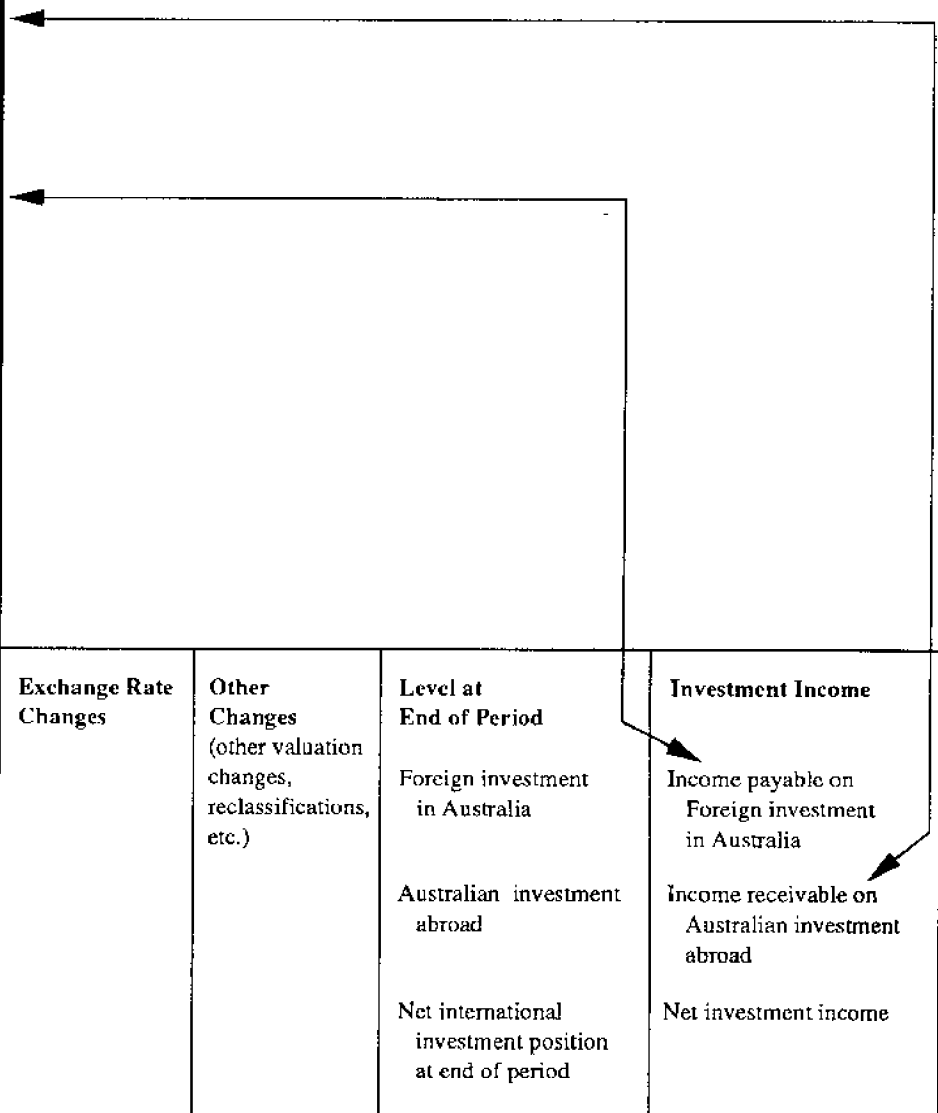 Exchange Rate
Changes
Other
Changes
(other valuation
changes,
reclassifications,
etc.)
Level at
End of Period
Foreign investment
in Australia
Australian investment
abroad
Net international
investment position
at end of period
Investment Income
Income payable on
Foreign investment
in Australia
Income receivable on
Australian investment
abroad
Net investment income